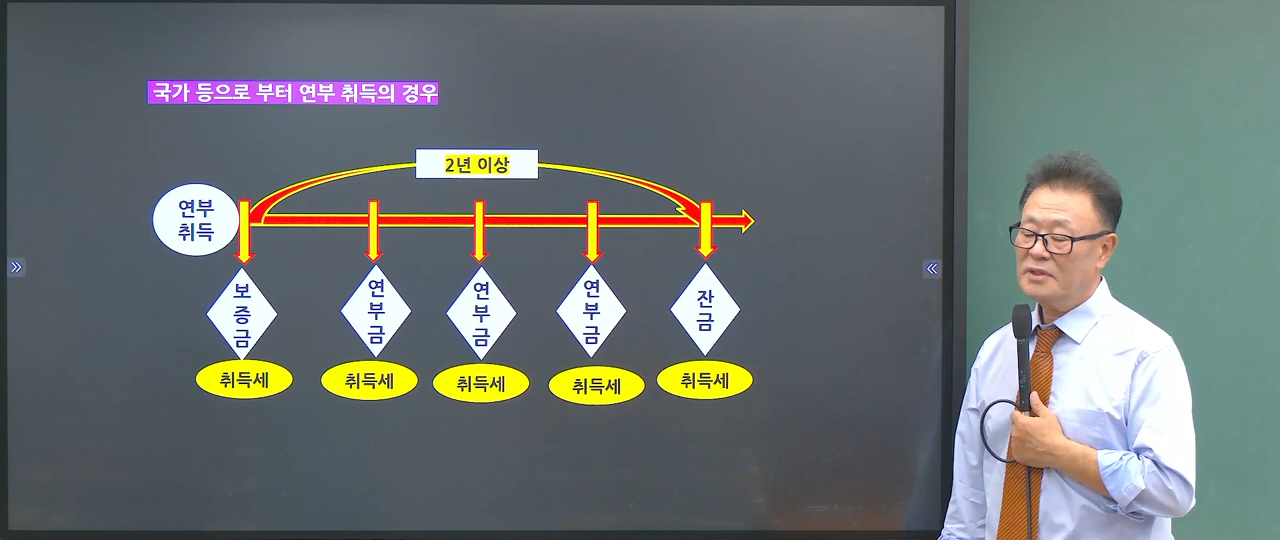 국가 등으로 부터 연부 취득의 경우
2년 이상
연부
취득
보증금
연부금
연부금
연부금
잔금
취득세
취득세
취득세
취득세
취득세